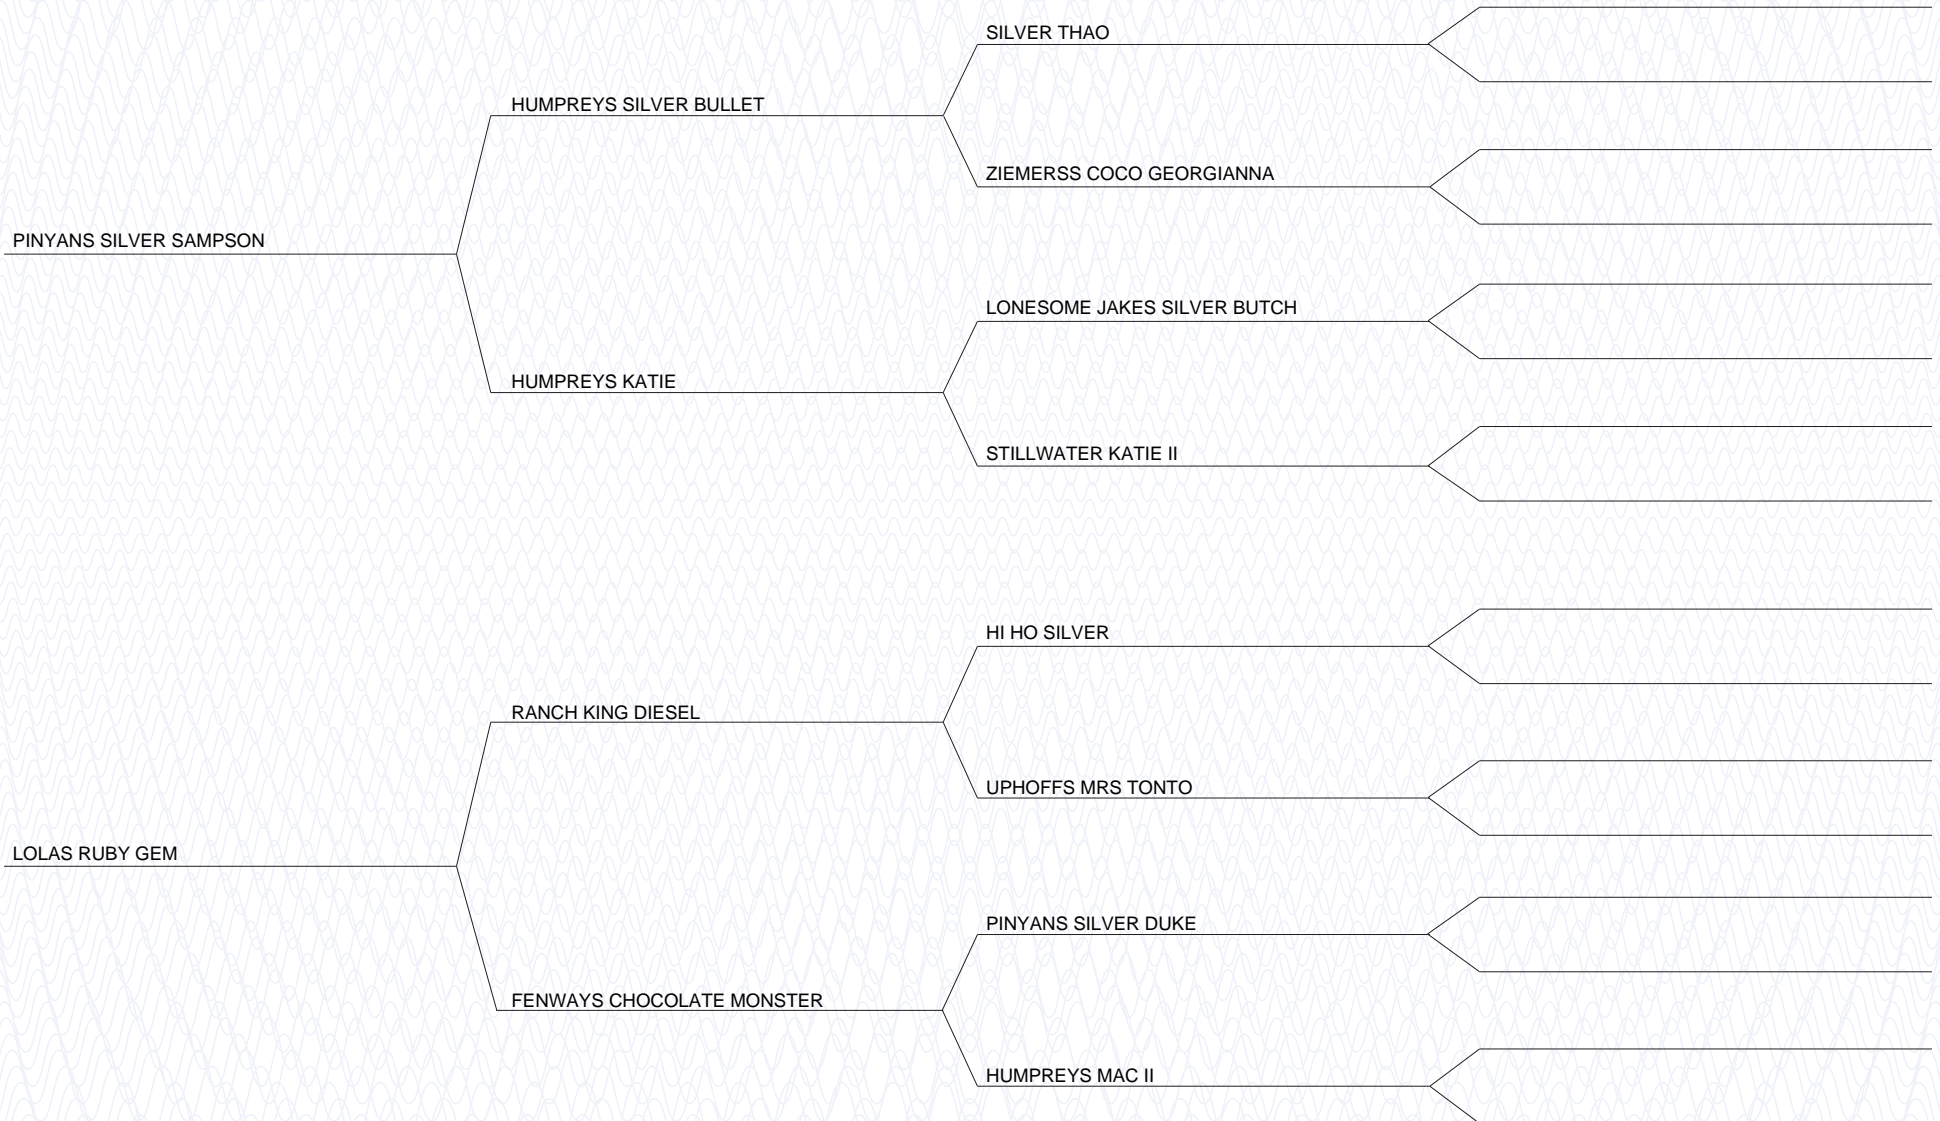 SILVER THAO
HUMPREYS SILVER BULLET
ZIEMERSS COCO GEORGIANNA
PINYANS SILVER SAMPSON
LONESOME JAKES SILVER BUTCH
HUMPREYS KATIE
STILLWATER KATIE II
HI HO SILVER
RANCH KING DIESEL
UPHOFFS MRS TONTO
LOLAS RUBY GEM
PINYANS SILVER DUKE
FENWAYS CHOCOLATE MONSTER
HUMPREYS MAC II